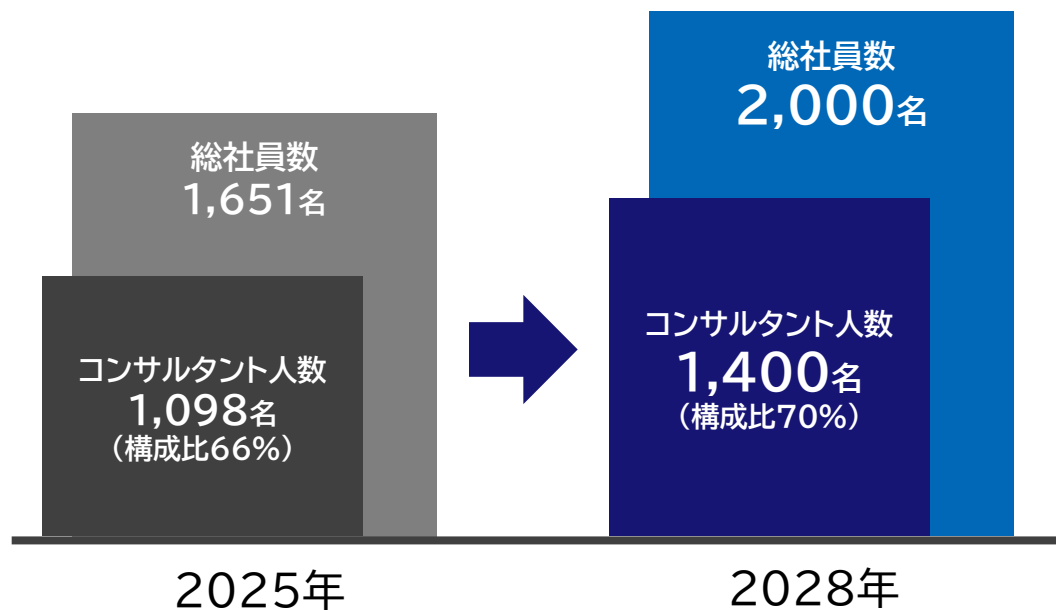 総社員数
1,651名
コンサルタント人数
1,098名
（構成比66%）
2025年
総社員数
2,000名
コンサルタント人数
1,400名
（構成比70%）
2028年